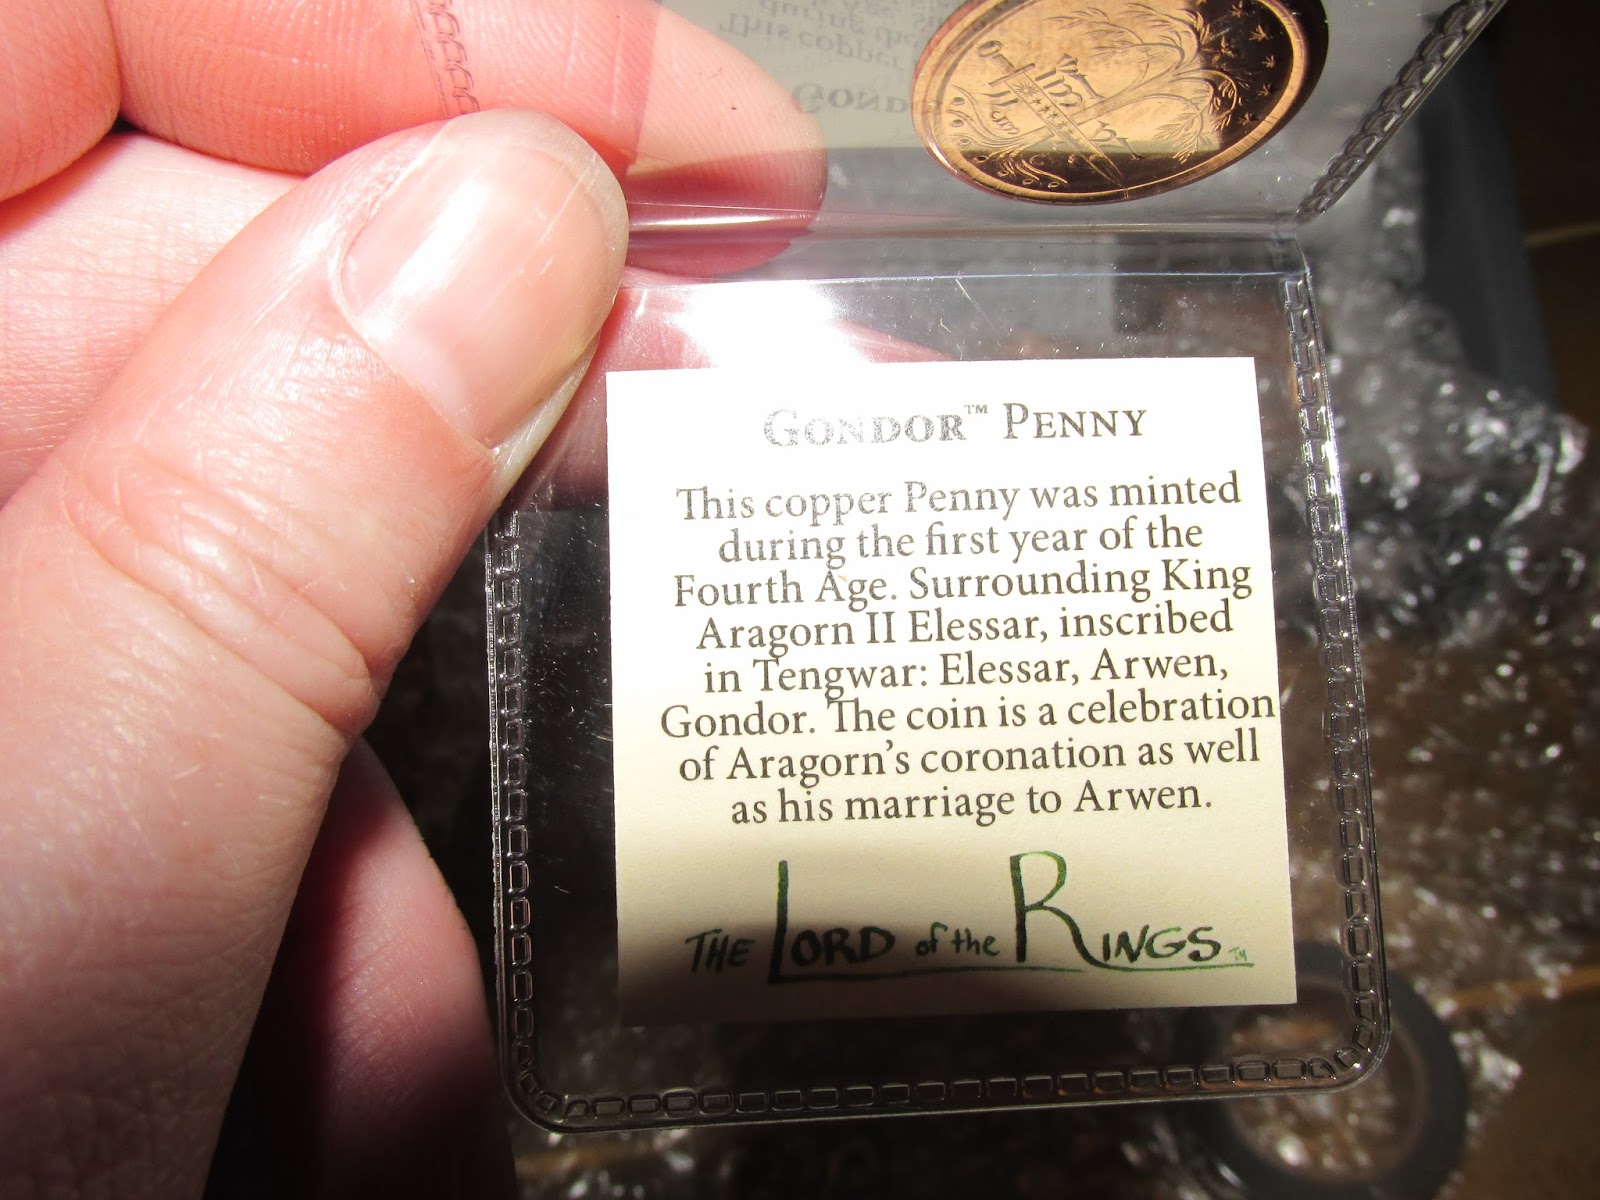 GONDOR™ PENNY
This copper Penny was minted
during the first year of the
Fourth Age. Surrounding King
Aragorn II Elessar, inscribed
in Tengwar: Elessar, Arwen,
Gondor. The coin is a celebration
of Aragorn's coronation as well
as his marriage to Arwen.
THE LORD of the RINGS™